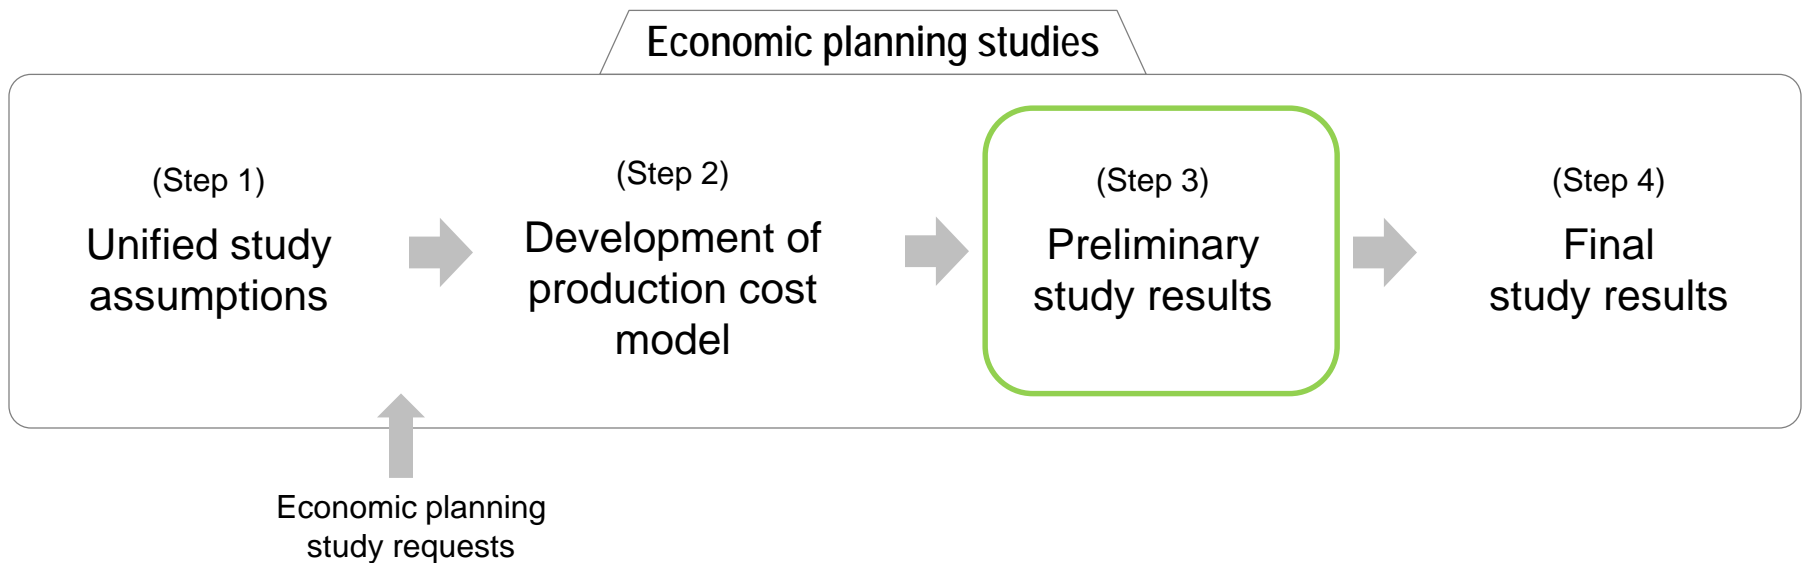 Economic planning studies
(Step 1)
Unified study
assumptions
(Step 2)
Development of
production cost
model
(Step 3)
Preliminary
study results
(Step 4)
Final
study results
Economic planning
study requests